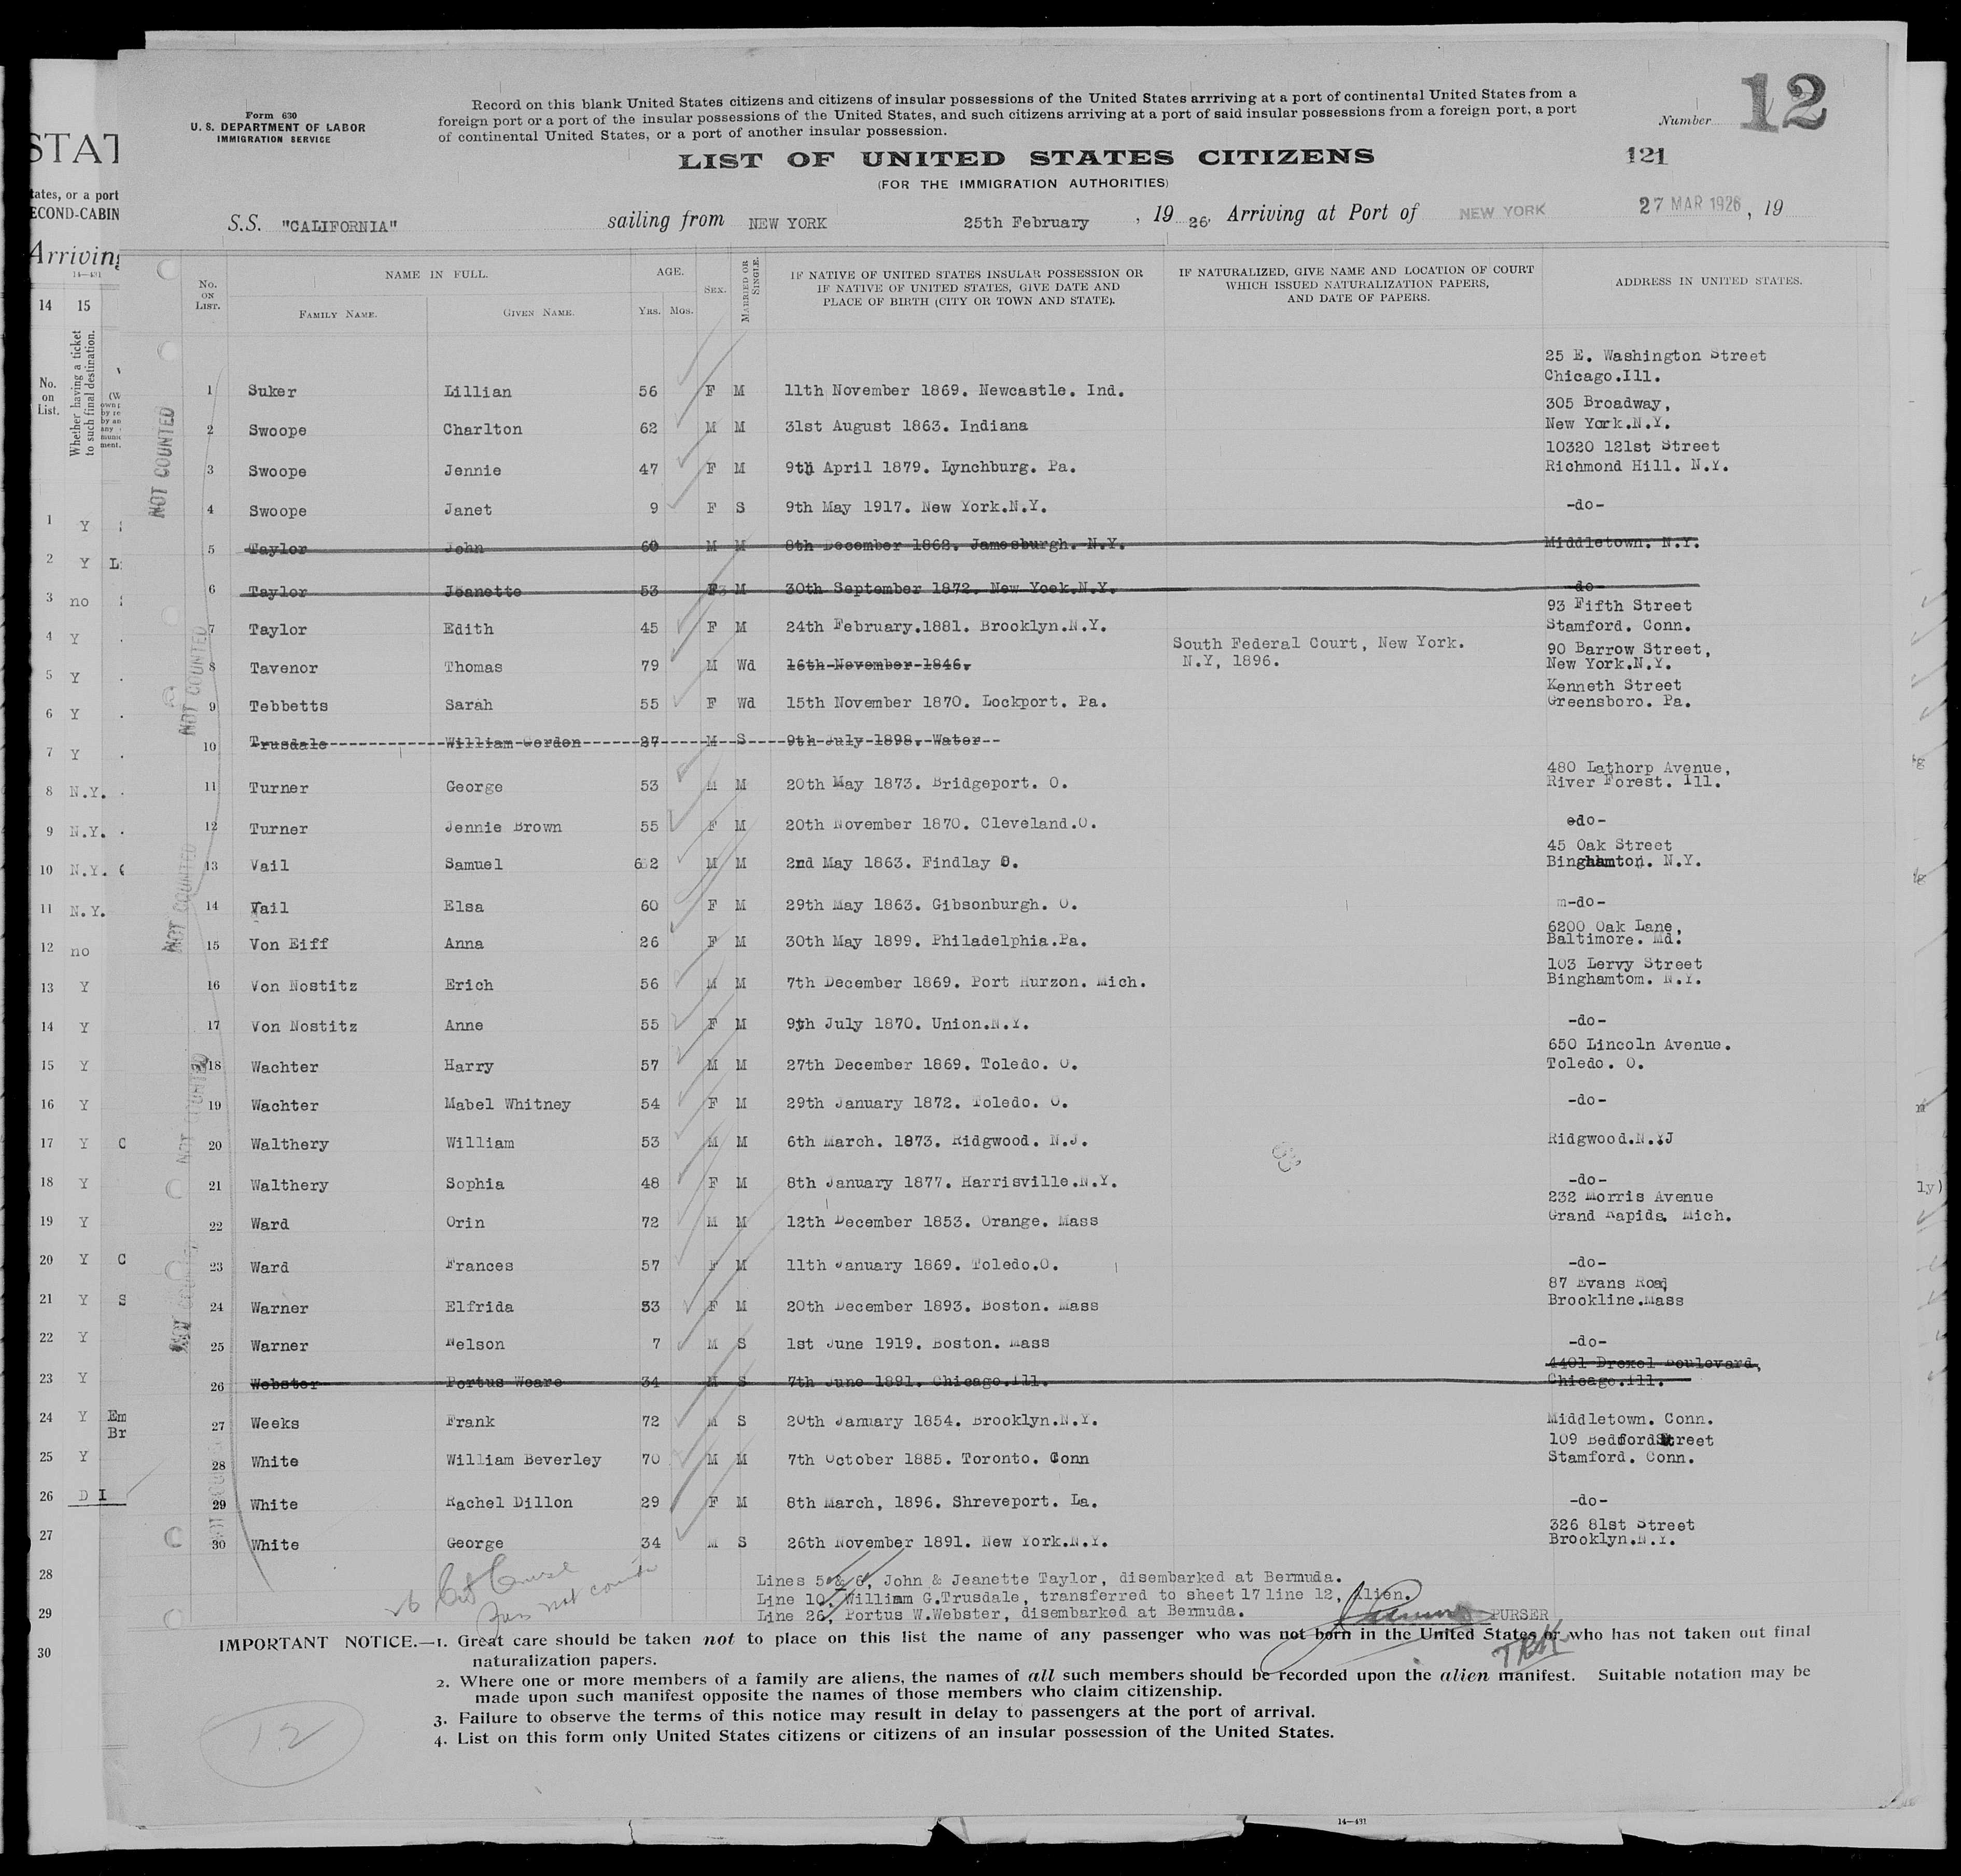 Form 630
U. S. DEPARTMENT OF LABOR
IMMIGRATION SERVICE
Record on this blank United States citizens and citizens of insular possessions of the United States arrriving at a port of continental United States from a
foreign port or a port of the insular possessions of the United States, and such citizens arriving at a port of said insular possessions from a foreign port, a port
of continental United States, or a port of another insular possession.
Number 12
LIST OF UNITED STATES CITIZENS
121
(FOR THE IMMIGRATION AUTHORITIES)
S.S. "CALIFORNIA" sailing from NEW YORK 25th February , 19 26. Arriving at Port of NEW YORK 27 MAR 1926 , 19
No. ON LIST. NAME IN FULL. FAMILY NAME. GIVEN NAME. AGE. YRS. MOS. SEX. MARRIED OR SINGLE. IF NATIVE OF UNITED STATES INSULAR POSSESSION OR IF NATIVE OF UNITED STATES, GIVE DATE AND PLACE OF BIRTH (CITY OR TOWN AND STATE). IF NATURALIZED, GIVE NAME AND LOCATION OF COURT WHICH ISSUED NATURALIZATION PAPERS, AND DATE OF PAPERS. ADDRESS IN UNITED STATES.
1 Suker Lillian 56 F M 11th November 1869. Newcastle. Ind. 25 E. Washington Street Chicago.Ill.
2 Swoope Charlton 62 M M 31st August 1863. Indiana 305 Broadway, New York.N.Y.
3 Swoope Jennie 47 F M 9th April 1879. Lynchburg. Pa. 10320 121st Street Richmond Hill. N.Y.
4 Swoope Janet 9 F S 9th May 1917. New York.N.Y. -do-
5 Taylor John 60 M M 8th December 1862. Jamesburgh. N.Y. Middletown. N.Y.
6 Taylor Jeanette 53 F M 30th September 1872. New Yoek.N.Y. -do-
7 Taylor Edith 45 F M 24th February.1881. Brooklyn.N.Y. 93 Fifth Street Stamford. Conn.
8 Tavenor Thomas 79 M Wd 16th November 1846. South Federal Court, New York. N.Y, 1896. 90 Barrow Street, New York.N.Y.
9 Tebbetts Sarah 55 F Wd 15th November 1870. Lockport. Pa. Kenneth Street Greensboro. Pa.
10 Trusdale William Gordon 27 M S 9th July 1898. Water
11 Turner George 53 M M 20th May 1873. Bridgeport. O. 480 Lathorp Avenue, River Forest. Ill.
12 Turner Jennie Brown 55 F M 20th November 1870. Cleveland.O. -do-
13 Vail Samuel 62 M M 2nd May 1863. Findlay O. 45 Oak Street Binghamton. N.Y.
14 Vail Elsa 60 F M 29th May 1863. Gibsonburgh. O. m-do-
15 Von Eiff Anna 26 F M 30th May 1899. Philadelphia.Pa. 6200 Oak Lane, Baltimore. Md.
16 Von Nostitz Erich 56 M M 7th December 1869. Port Hurzon. Mich. 103 Lervy Street Binghamtom. N.Y.
17 Von Nostitz Anne 55 F M 9th July 1870. Union.N.Y. -do-
18 Wachter Harry 57 M M 27th December 1869. Toledo. O. 650 Lincoln Avenue. Toledo. O.
19 Wachter Mabel Whitney 54 F M 29th January 1872. Toledo. O. -do-
20 Walthery William 53 M M 6th March. 1873. Ridgwood. N.J. Ridgwood.N.J
21 Walthery Sophia 48 F M 8th January 1877. Harrisville.N.Y. -do-
22 Ward Orin 72 M M 12th December 1853. Orange. Mass 232 Morris Avenue Grand Rapids. Mich.
23 Ward Frances 57 F M 11th January 1869. Toledo.O. -do-
24 Warner Elfrida 33 F M 20th December 1893. Boston. Mass 87 Evans Road, Brookline.Mass
25 Warner Nelson 7 M S 1st June 1919. Boston. Mass -do-
26 Webster Portus Weare 34 M S 7th June 1891. Chicago.Ill. 4401 Drexel Boulevard, Chicago.Ill.
27 Weeks Frank 72 M S 20th January 1854. Brooklyn.N.Y. Middletown. Conn.
28 White William Beverley 70 M M 7th October 1885. Toronto. Conn 109 Bedford Street Stamford. Conn.
29 White Rachel Dillon 29 F M 8th March, 1896. Shreveport. La. -do-
30 White George 34 M S 26th November 1891. New York.N.Y. 326 81st Street Brooklyn.N.Y.
NOT COUNTED
NOT COUNTED
NOT COUNTED
NOT COUNTED
Lines 5 & 6, John & Jeanette Taylor, disembarked at Bermuda.
Line 10, William G.Trusdale, transferred to sheet 17 line 12, Alien.
Line 26, Portus W.Webster, disembarked at Bermuda.
PURSER
IMPORTANT NOTICE.—1. Great care should be taken not to place on this list the name of any passenger who was not born in the United States or who has not taken out final
naturalization papers.
2. Where one or more members of a family are aliens, the names of all such members should be recorded upon the alien manifest. Suitable notation may be
made upon such manifest opposite the names of those members who claim citizenship.
3. Failure to observe the terms of this notice may result in delay to passengers at the port of arrival.
4. List on this form only United States citizens or citizens of an insular possession of the United States.
12
14—431